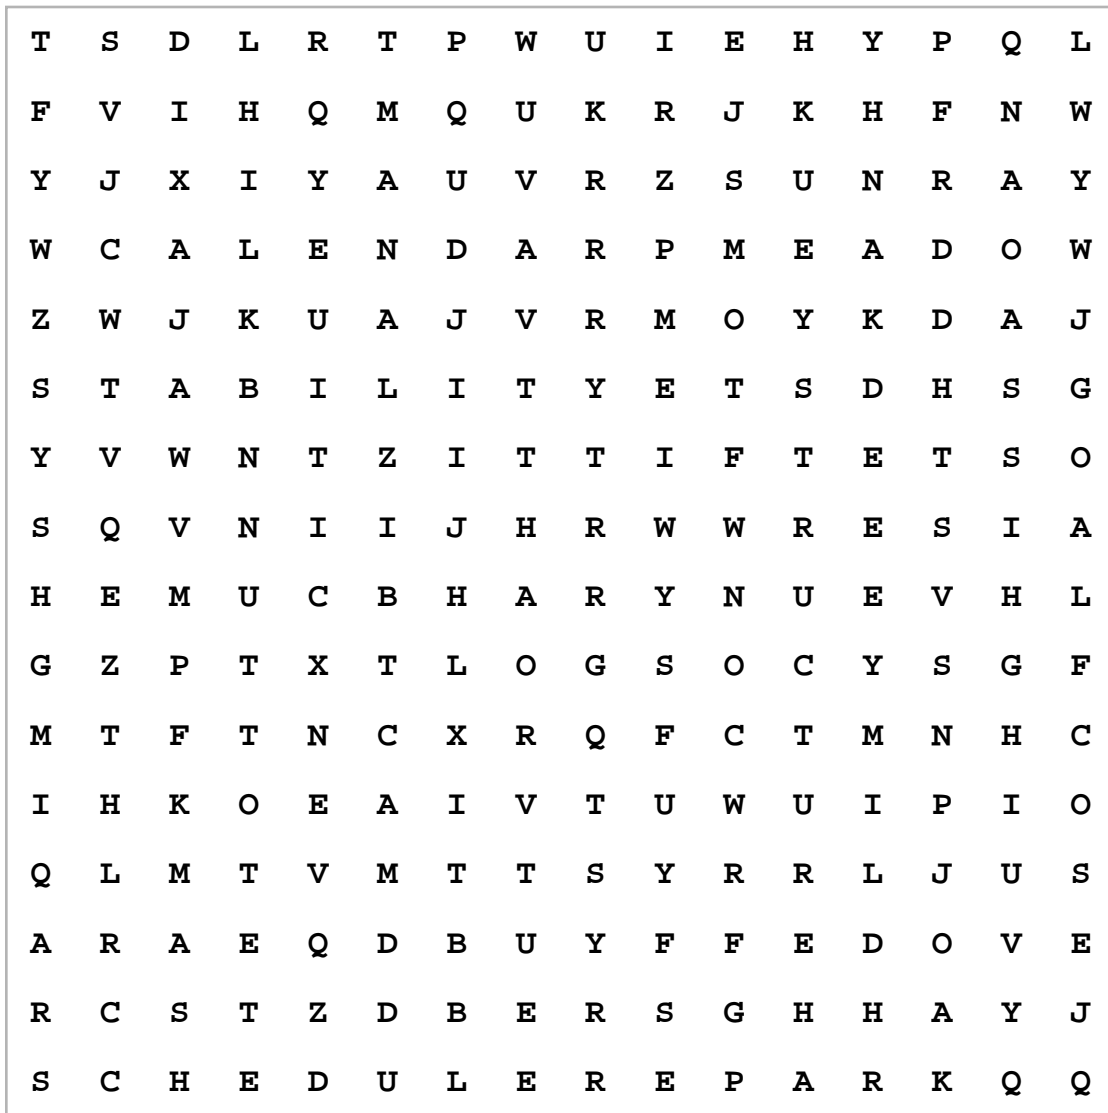 T S D L R T P W U I E H Y P Q L
F V I H Q M Q U K R J K H F N W
Y J X I Y A U V R Z S U N R A Y
W C A L E N D A R P M E A D O W
Z W J K U A J V R M O Y K D A J
S T A B I L I T Y E T S D H S G
Y V W N T Z I T T I F T E T S O
S Q V N I I J H R W W R E S I A
H E M U C B H A R Y N U E V H L
G Z P T X T L O G S O C Y S G F
M T F T N C X R Q F C T M N H C
I H K O E A I V T U W U I P I O
Q L M T V M T T S Y R R L J U S
A R A E Q D B U Y F F E D O V E
R C S T Z D B E R S G H H A Y J
S C H E D U L E R E P A R K Q Q